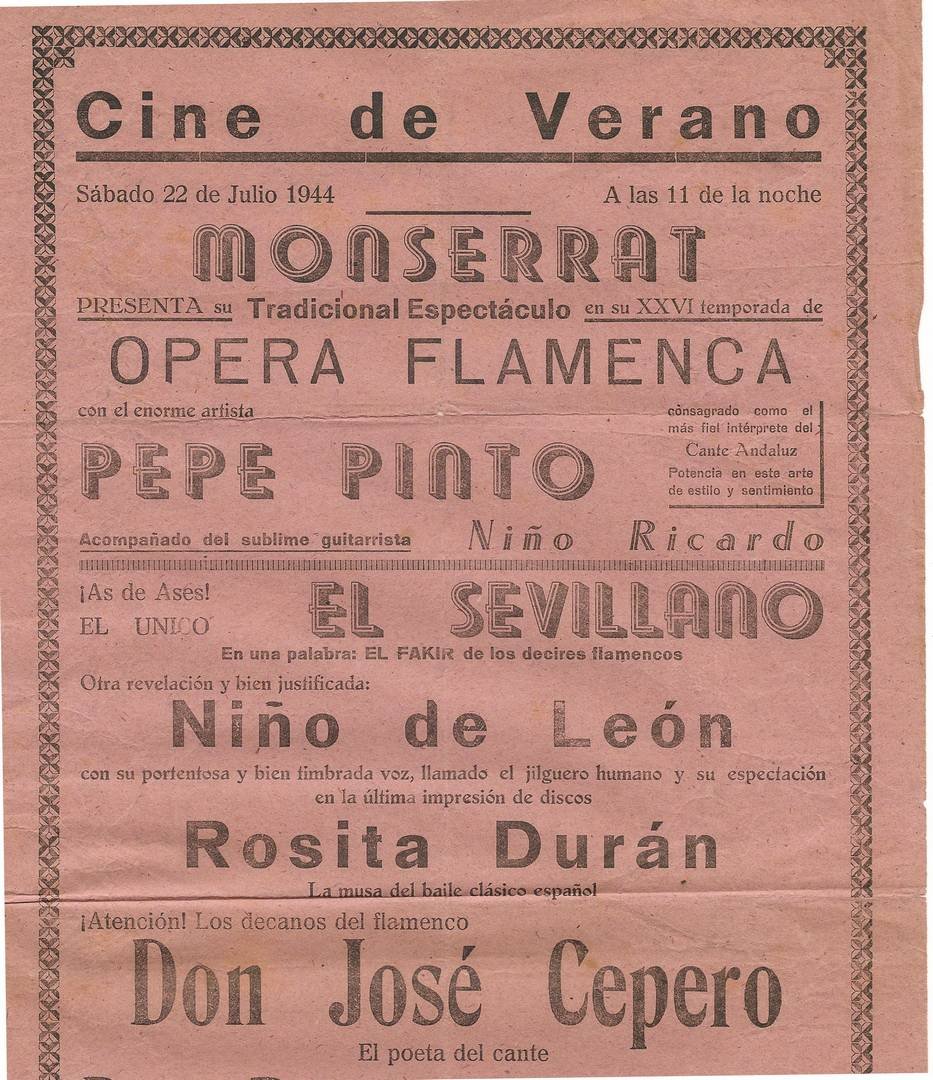 Cine de Verano
Sábado 22 de Julio 1944 A las 11 de la noche
MONSERRAT
PRESENTA su Tradicional Espectáculo en su XXVI temporada de
OPERA FLAMENCA
con el enorme artista
consagrado como el
más fiel intérprete del
Cante Andaluz
Potencia en este arte
de estilo y sentimiento
PEPE PINTO
Acompañado del sublime guitarrista Niño Ricardo
¡As de Ases!
EL UNICO
EL SEVILLANO
En una palabra: EL FAKIR de los decires flamencos
Otra revelación y bien justificada:
Niño de León
con su portentosa y bien timbrada voz, llamado el jilguero humano y su espectación
en la última impresión de discos
Rosita Durán
La musa del baile clásico español
¡Atención! Los decanos del flamenco
Don José Cepero
El poeta del cante